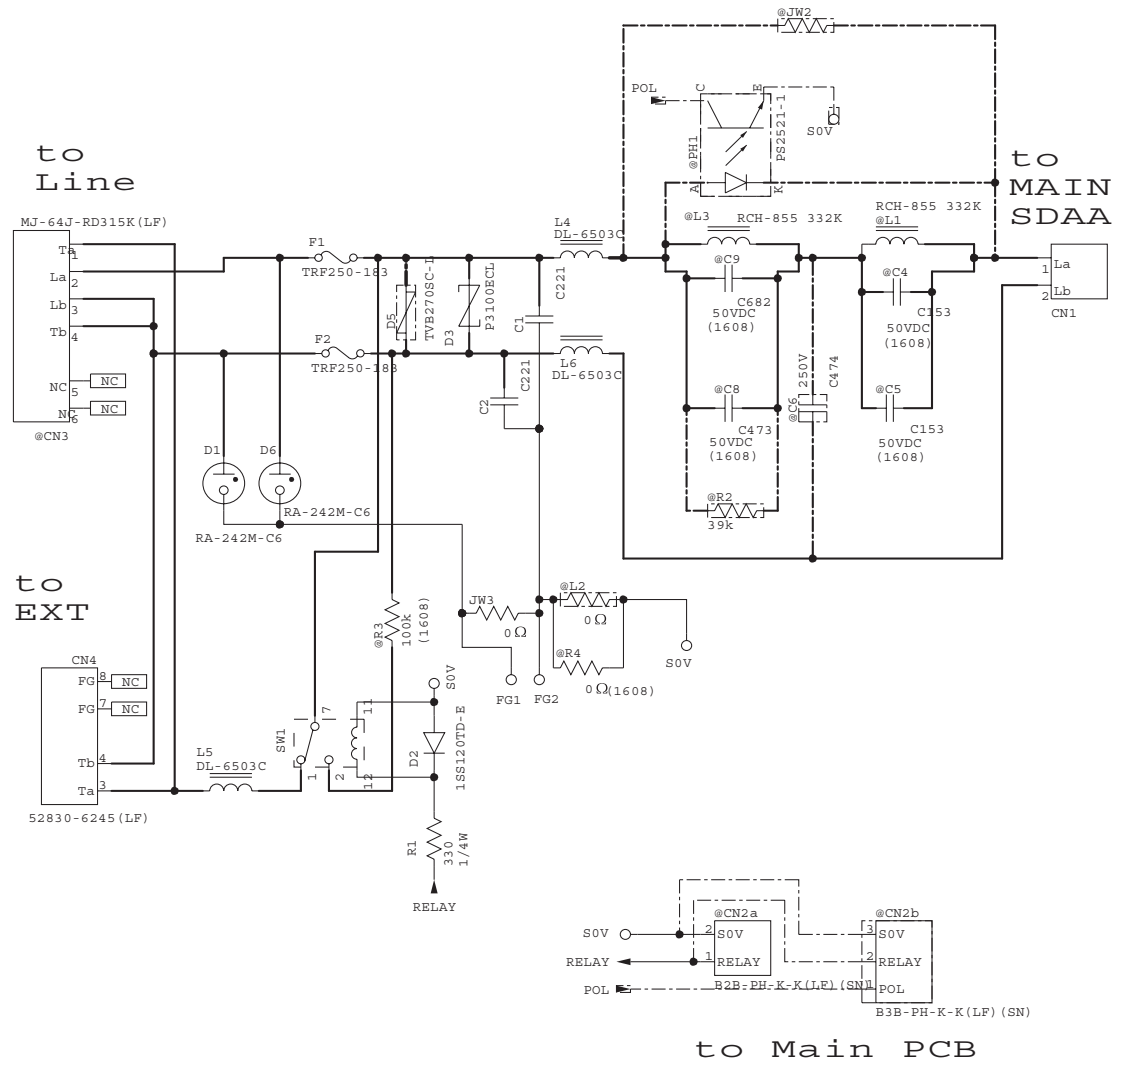 @JW2
POL
C
E
S0V
@PH1
PS2521-1
A
K
to
Line
to
MAIN
SDAA
MJ-64J-RD315K(LF)
Ta
1
La
2
Lb
3
Tb
4
NC
5
NC
NC
6
NC
@CN3
F1
TRF250-183
F2
TRF250-183
D5
TVB270SC-L
D3
P3100ECL
C1
C221
C2
C221
L4
DL-6503C
L6
DL-6503C
@L3
RCH-855 332K
@C9
C682
50VDC
(1608)
@C8
C473
50VDC
(1608)
@R2
39k
@C6
250V
C474
RCH-855 332K
@L1
@C4
C153
50VDC
(1608)
@C5
C153
50VDC
(1608)
1
La
2
Lb
CN1
D1
D6
RA-242M-C6
RA-242M-C6
to
EXT
CN4
FG
8
NC
FG
7
NC
Tb
4
Ta
3
52830-6245(LF)
L5
DL-6503C
SW1
7
1
2
11
12
@R3
100k
(1608)
S0V
D2
1SS120TD-E
R1
330
1/4W
RELAY
JW3
0Ω
FG1
FG2
@L2
0Ω
@R4
0Ω(1608)
S0V
S0V
RELAY
POL
@CN2a
2
S0V
1
RELAY
B2B-PH-K-K(LF)(SN)
@CN2b
3
S0V
2
RELAY
1
POL
B3B-PH-K-K(LF)(SN)
to Main PCB